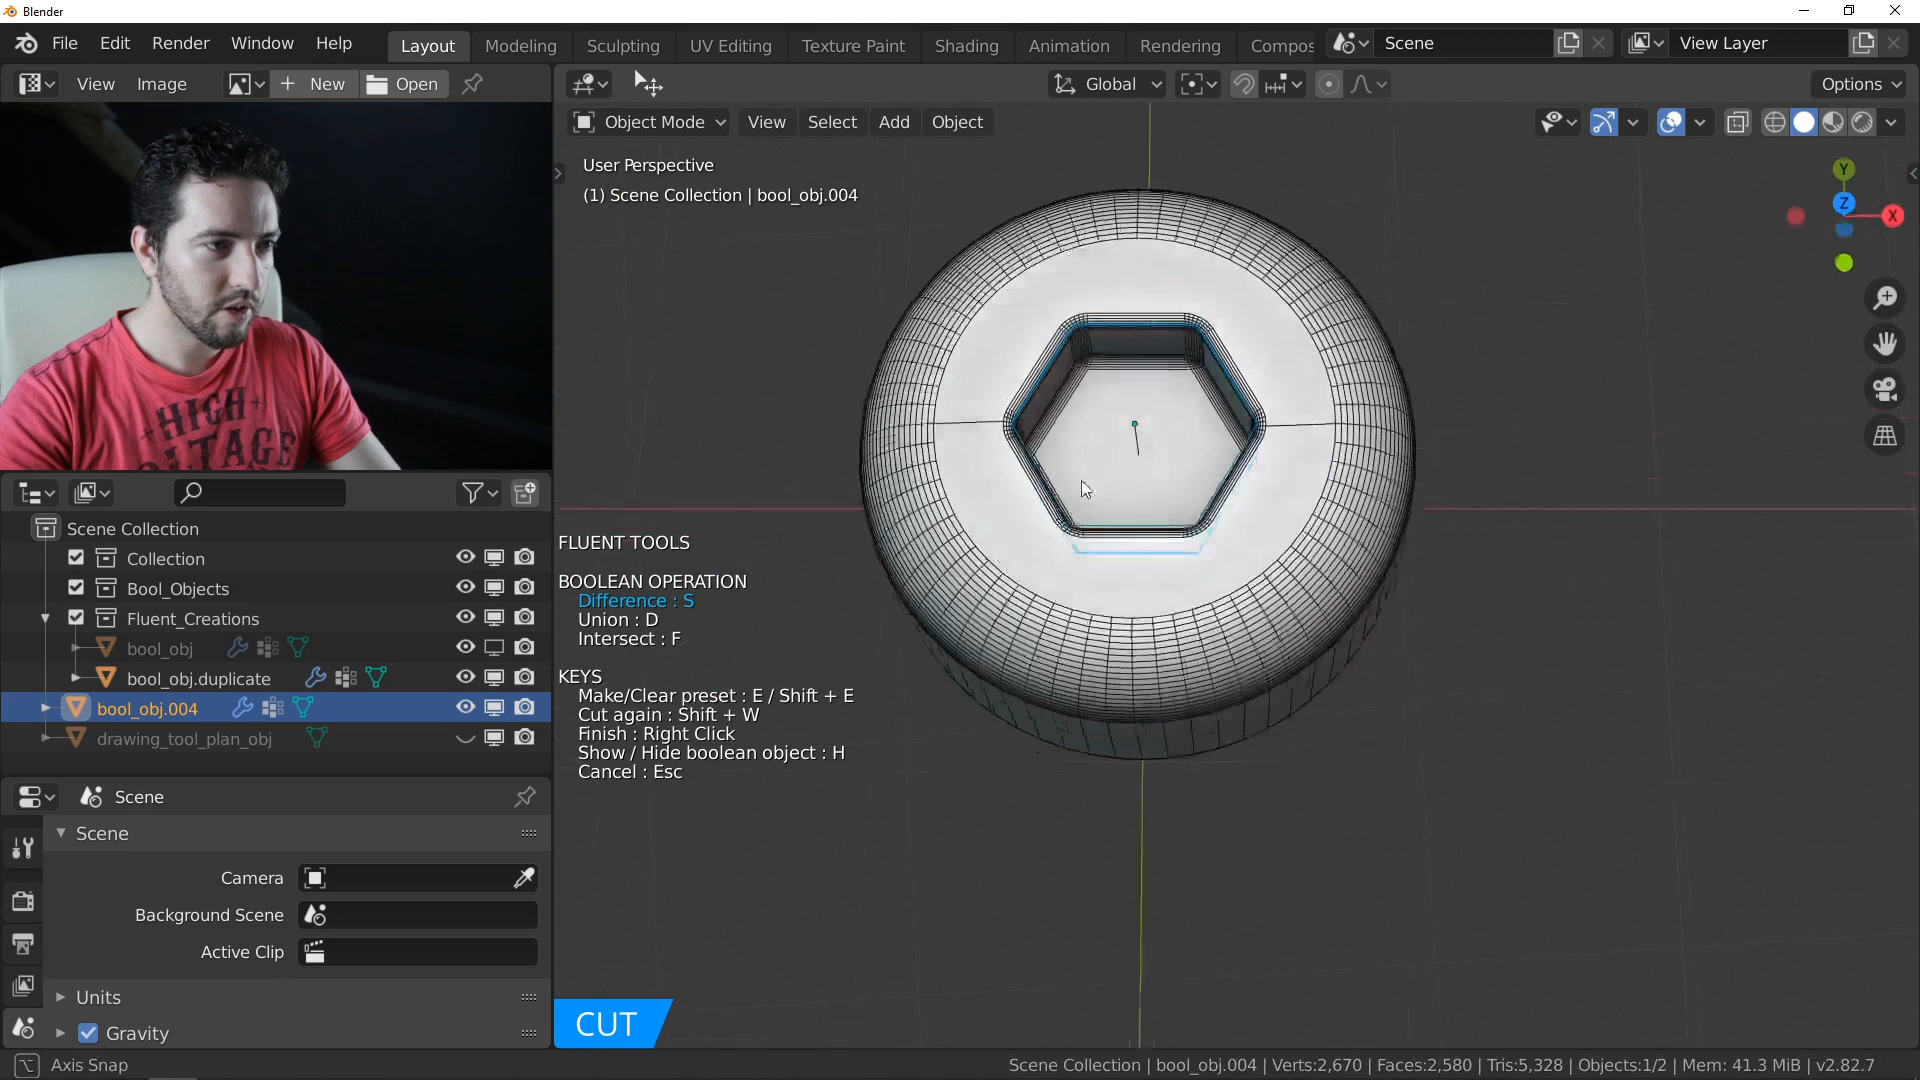 Blender
File Edit Render Window Help Layout Modeling Sculpting UV Editing Texture Paint Shading Animation Rendering Compos Scene View Layer
View Image New Open Global Options
Object Mode View Select Add Object
User Perspective
(1) Scene Collection | bool_obj.004
Y
Z
X
HIGH
VOLTAGE
Scene Collection
Collection
Bool_Objects
Fluent_Creations
bool_obj
bool_obj.duplicate
bool_obj.004
drawing_tool_plan_obj
FLUENT TOOLS
BOOLEAN OPERATION
Difference : S
Union : D
Intersect : F
KEYS
Make/Clear preset : E / Shift + E
Cut again : Shift + W
Finish : Right Click
Show / Hide boolean object : H
Cancel : Esc
Scene
Scene
Camera
Background Scene
Active Clip
Units
Gravity
CUT
Axis Snap
Scene Collection | bool_obj.004 | Verts:2,670 | Faces:2,580 | Tris:5,328 | Objects:1/2 | Mem: 41.3 MiB | v2.82.7